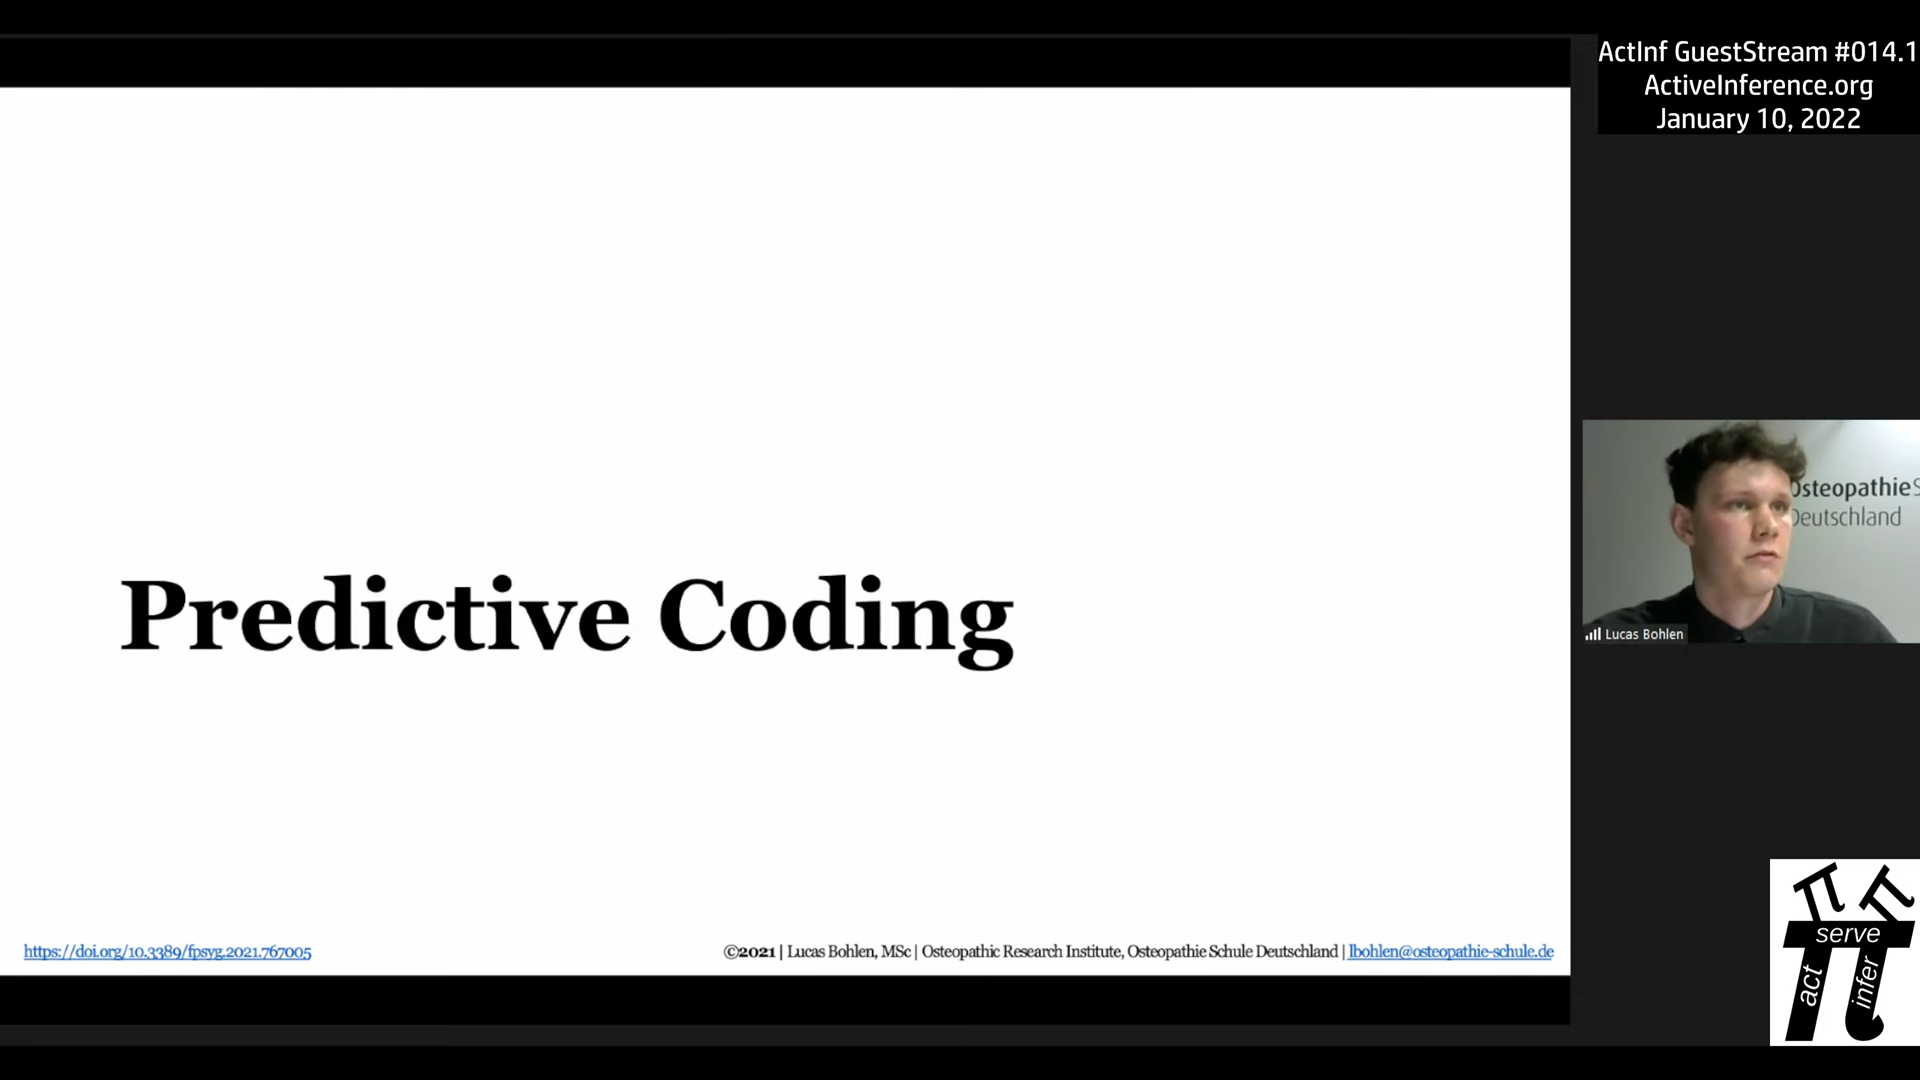 ActInf GuestStream #014.1
ActiveInference.org
January 10, 2022
Predictive Coding
OsteopathieS
Deutschland
Lucas Bohlen
https://doi.org/10.3389/fpsyg.2021.767005
©2021 | Lucas Bohlen, MSc | Osteopathic Research Institute, Osteopathie Schule Deutschland | lbohlen@osteopathie-schule.de
π π
serve
act
infer